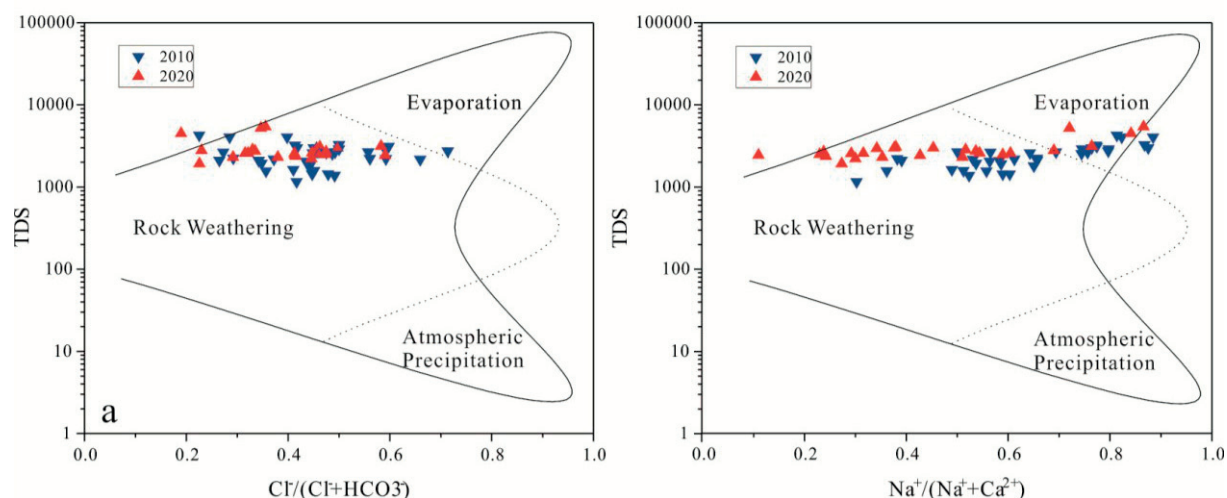 100000
10000
1000
100
10
1
TDS
2010
2020
Evaporation
Rock Weathering
Atmospheric
Precipitation
a
0.0 0.2 0.4 0.6 0.8 1.0
Cl⁻/(Cl⁻+HCO3⁻)
100000
10000
1000
100
10
1
TDS
2010
2020
Evaporation
Rock Weathering
Atmospheric
Precipitation
0.0 0.2 0.4 0.6 0.8 1.0
Na⁺/(Na⁺+Ca²⁺)